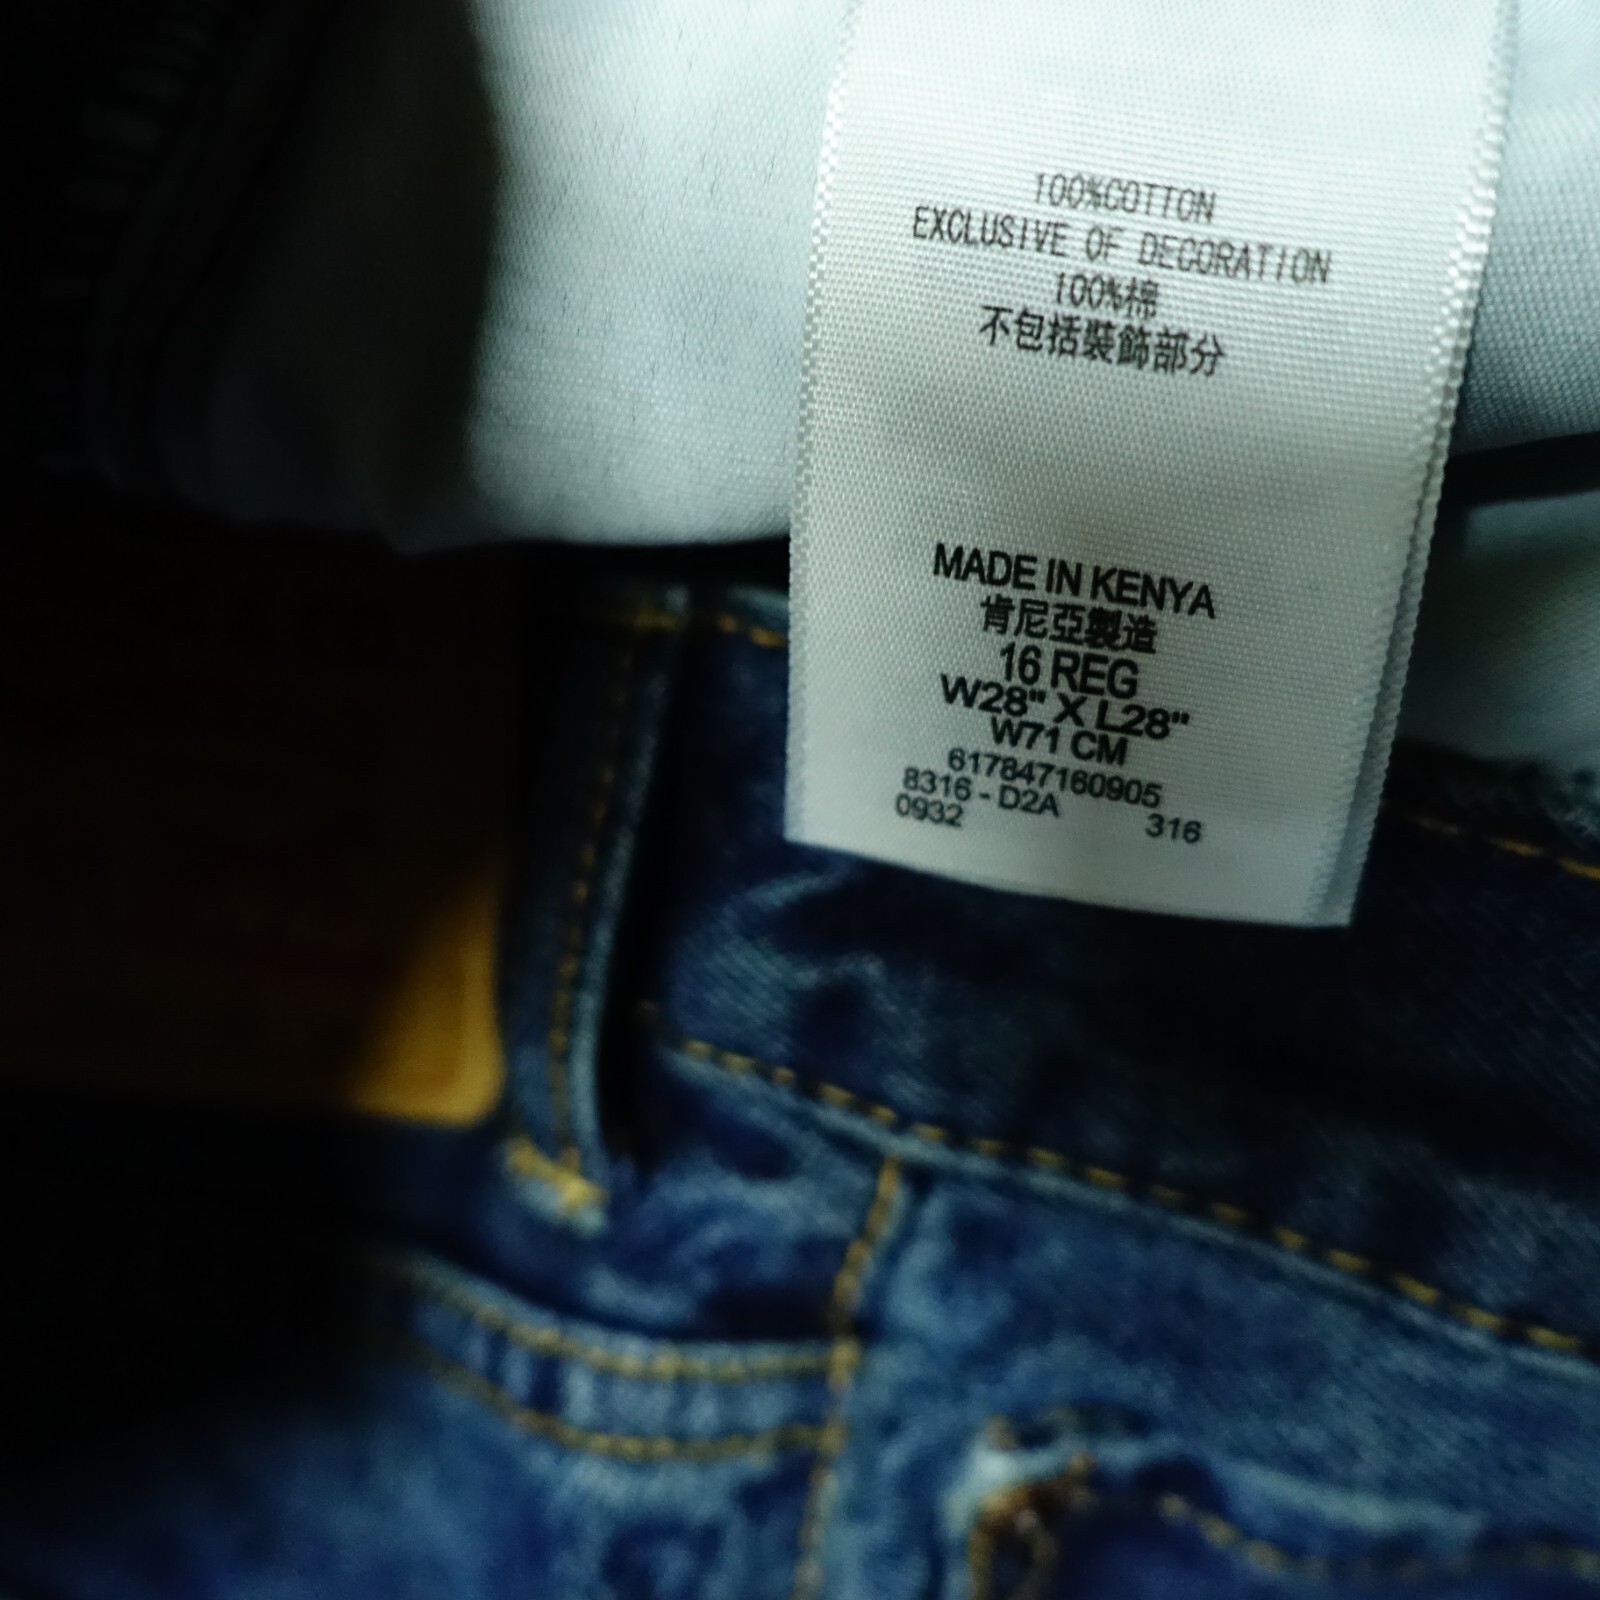 100%COTTON
EXCLUSIVE OF DECORATION
100%棉
不包括裝飾部分
MADE IN KENYA
肯尼亞製造
16 REG
W28" X L28"
W71 CM
617847160905
8316 - D2A
0932 316